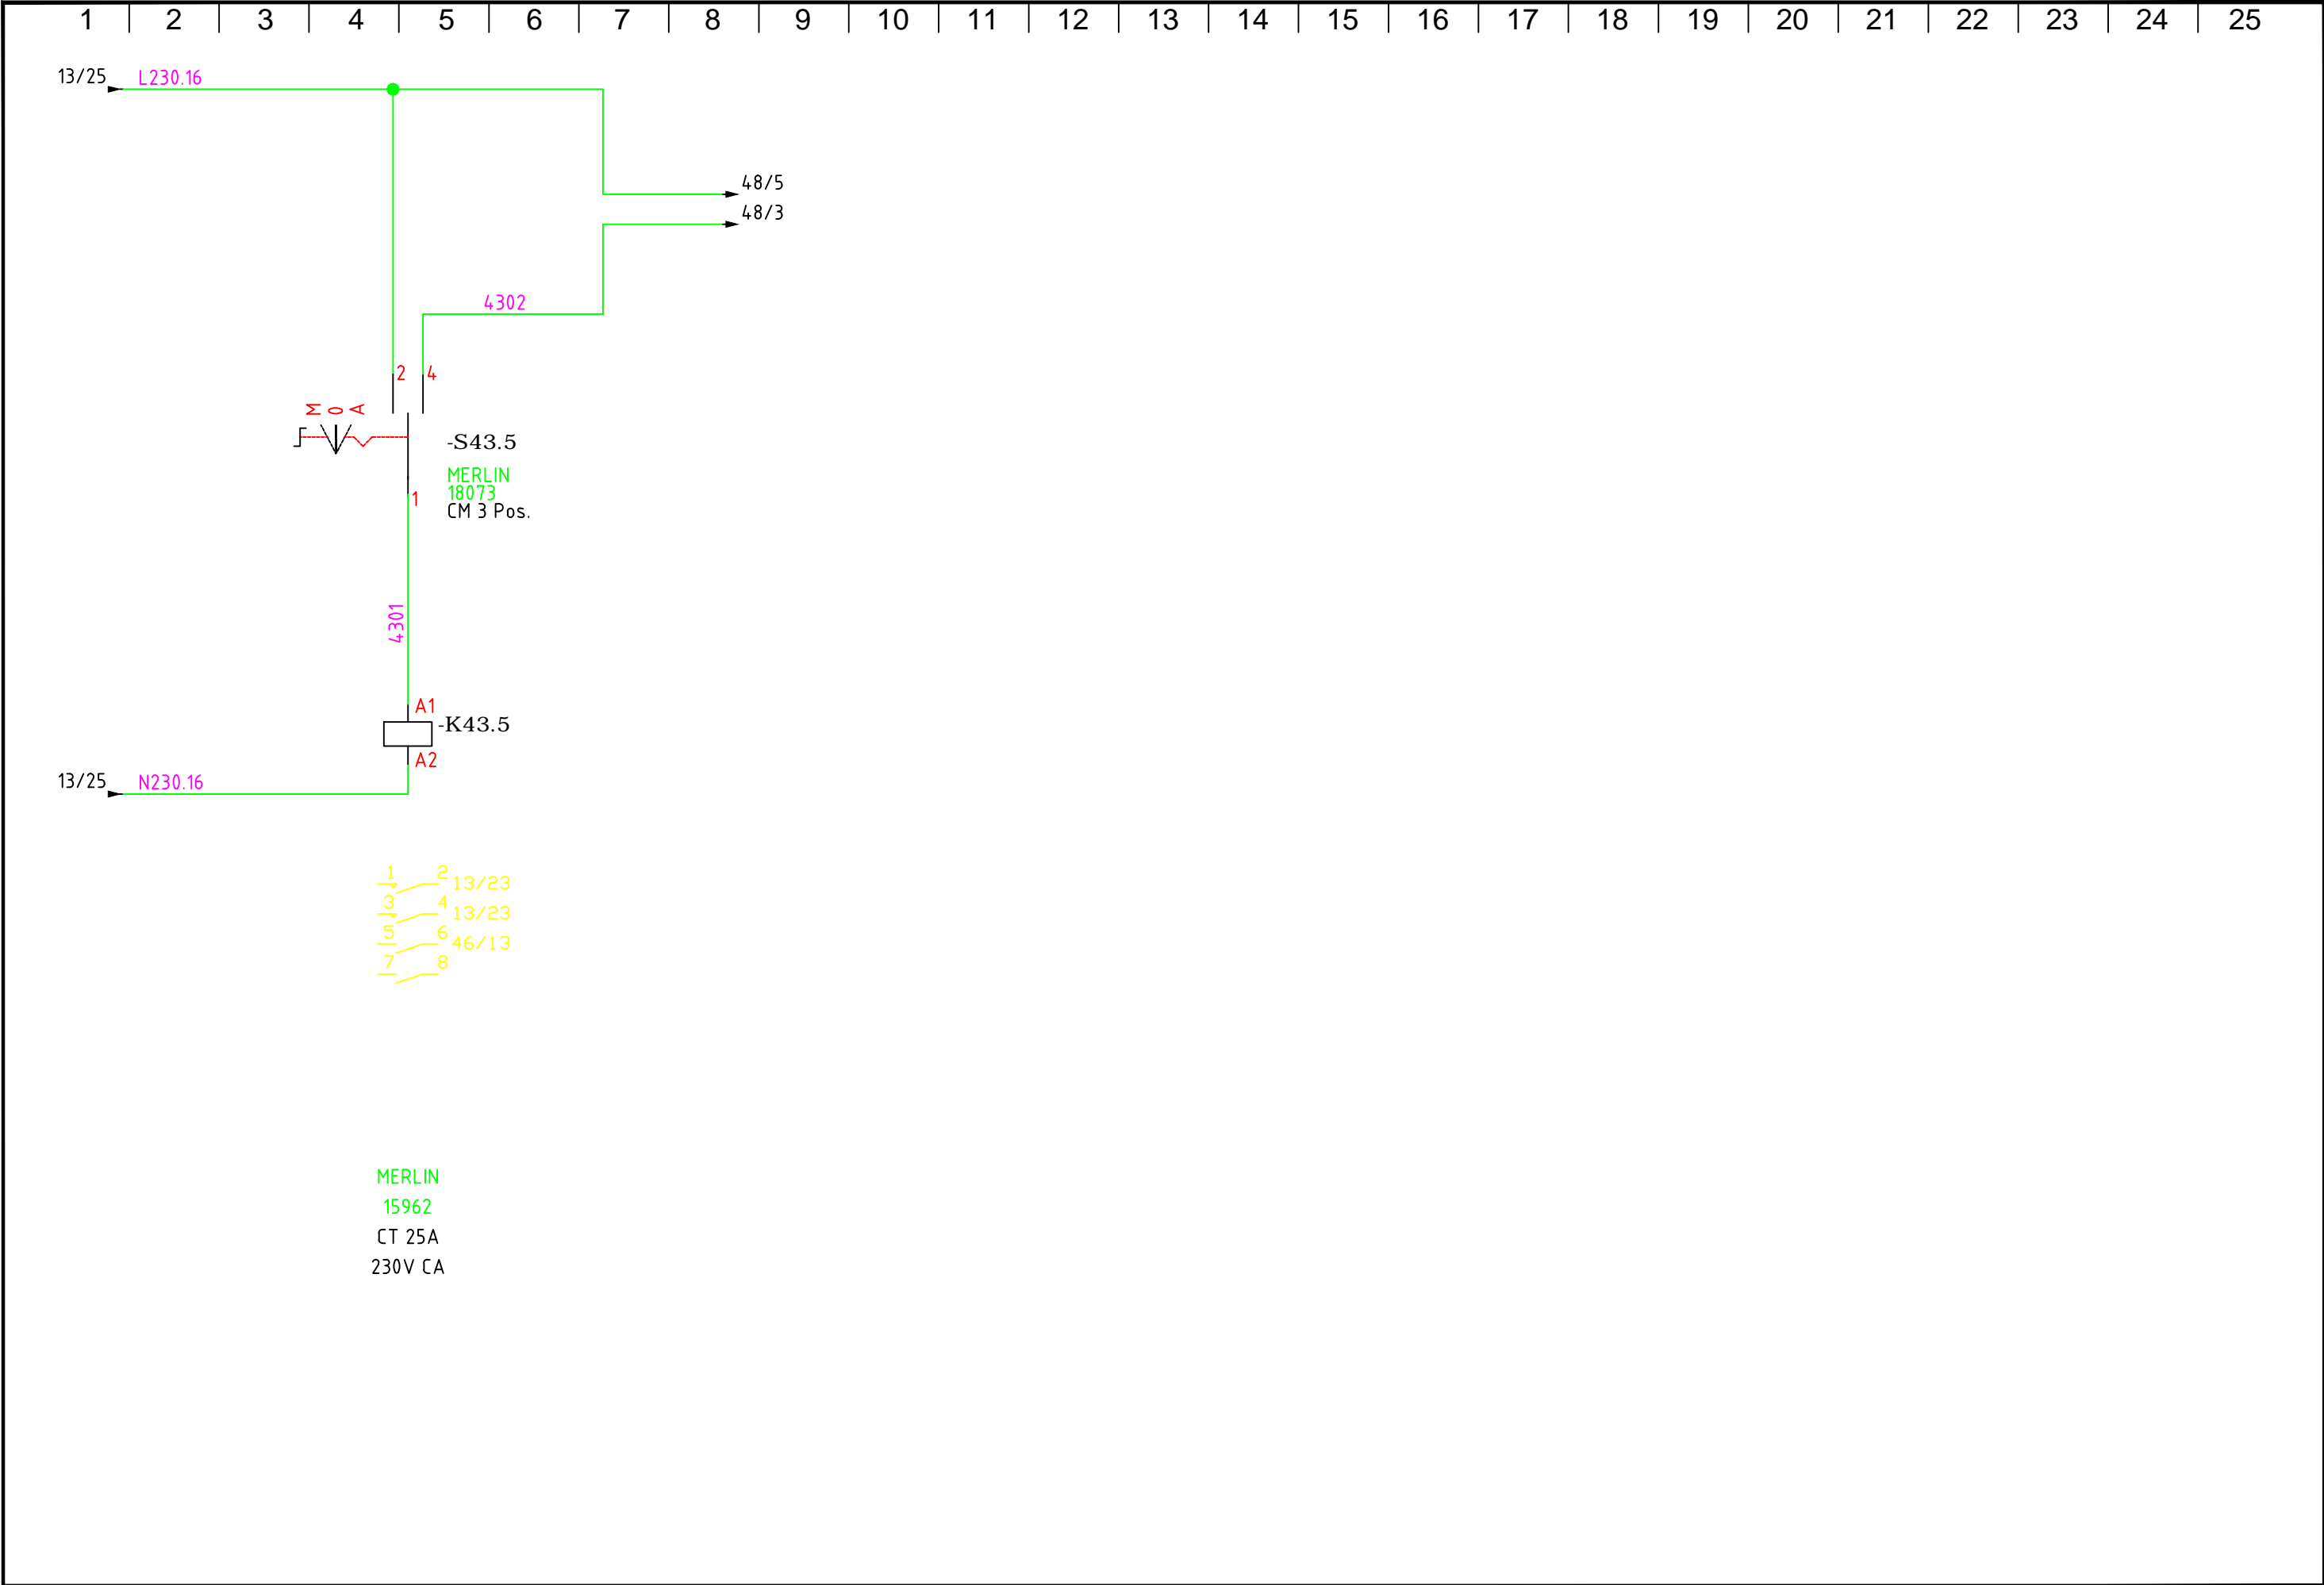 1 2 3 4 5 6 7 8 9 10 11 12 13 14 15 16 17 18 19 20 21 22 23 24 25
13/25 L230.16
48/5
48/3
4302
2 4
M 0 A
-S43.5
MERLIN
18073
1
CM 3 Pos.
4301
A1
-K43.5
A2
13/25 N230.16
1 2 13/23
3 4 13/23
5 6 46/13
7 8
MERLIN
15962
CT 25A
230V CA